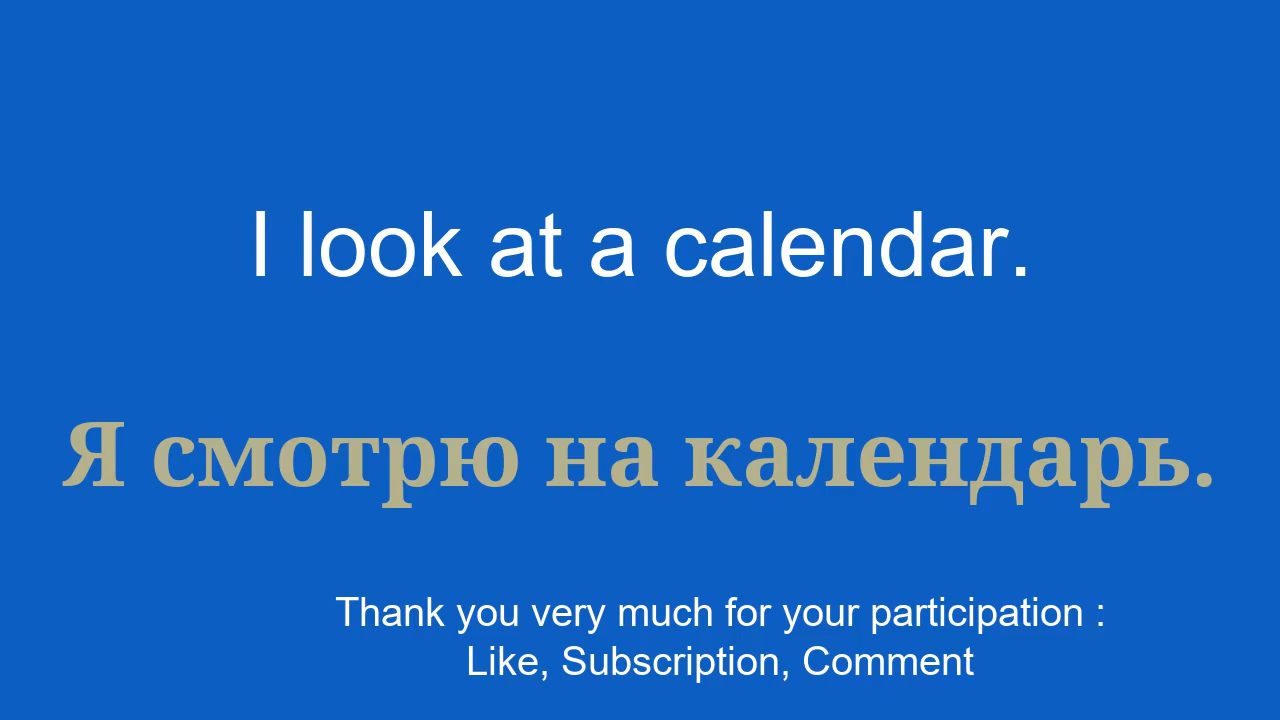 I look at a calendar.
Я смотрю на календарь.
Thank you very much for your participation :
Like, Subscription, Comment